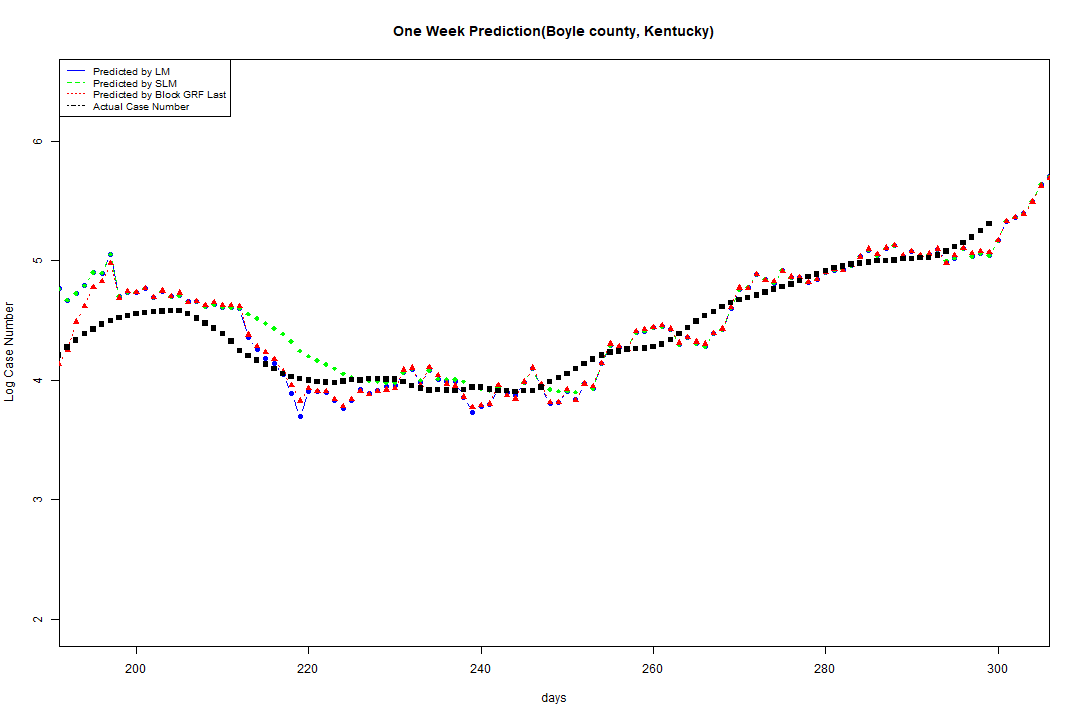 One Week Prediction(Boyle county, Kentucky)
Predicted by LM
Predicted by SLM
Predicted by Block GRF Last
Actual Case Number
6
5
4
3
2
Log Case Number
200 220 240 260 280 300
days